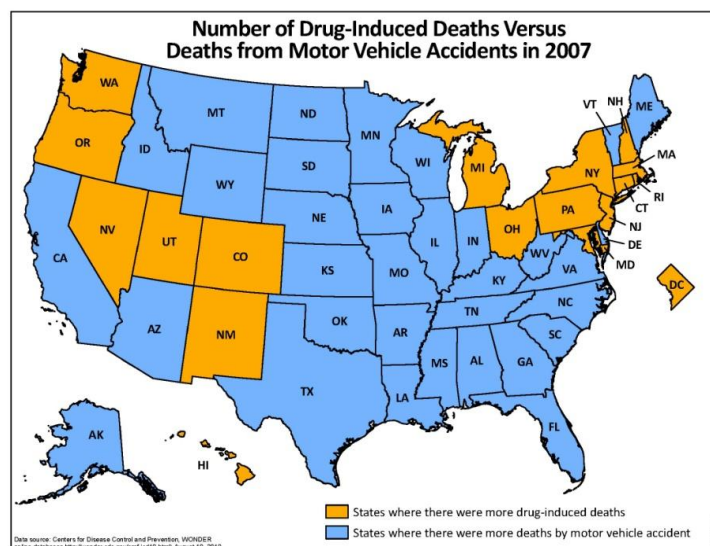 Number of Drug-Induced Deaths Versus
Deaths from Motor Vehicle Accidents in 2007
WA
MT
ND
MN
VT
NH
ME
OR
ID
SD
WI
MI
NY
MA
WY
RI
CT
NV
UT
CO
NE
IA
PA
NJ
CA
IL
IN
OH
DE
MD
KS
MO
WV
VA
KY
DC
AZ
NM
OK
AR
TN
NC
SC
TX
LA
MS
AL
GA
FL
AK
HI
States where there were more drug-induced deaths
States where there were more deaths by motor vehicle accident
Data source: Centers for Disease Control and Prevention, WONDER